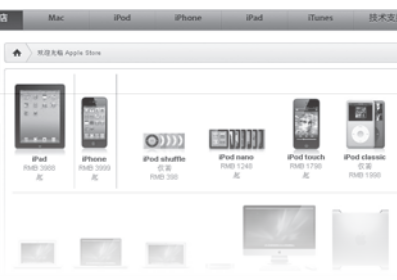 店 Mac iPod iPhone iPad iTunes 技术支
欢迎光临 Apple Store
iPad iPhone iPod shuffle iPod nano iPod touch iPod classic
RMB 3988 RMB 3999 仅需 RMB 1248 RMB 1798 仅需
起 起 RMB 398 起 起 RMB 1998